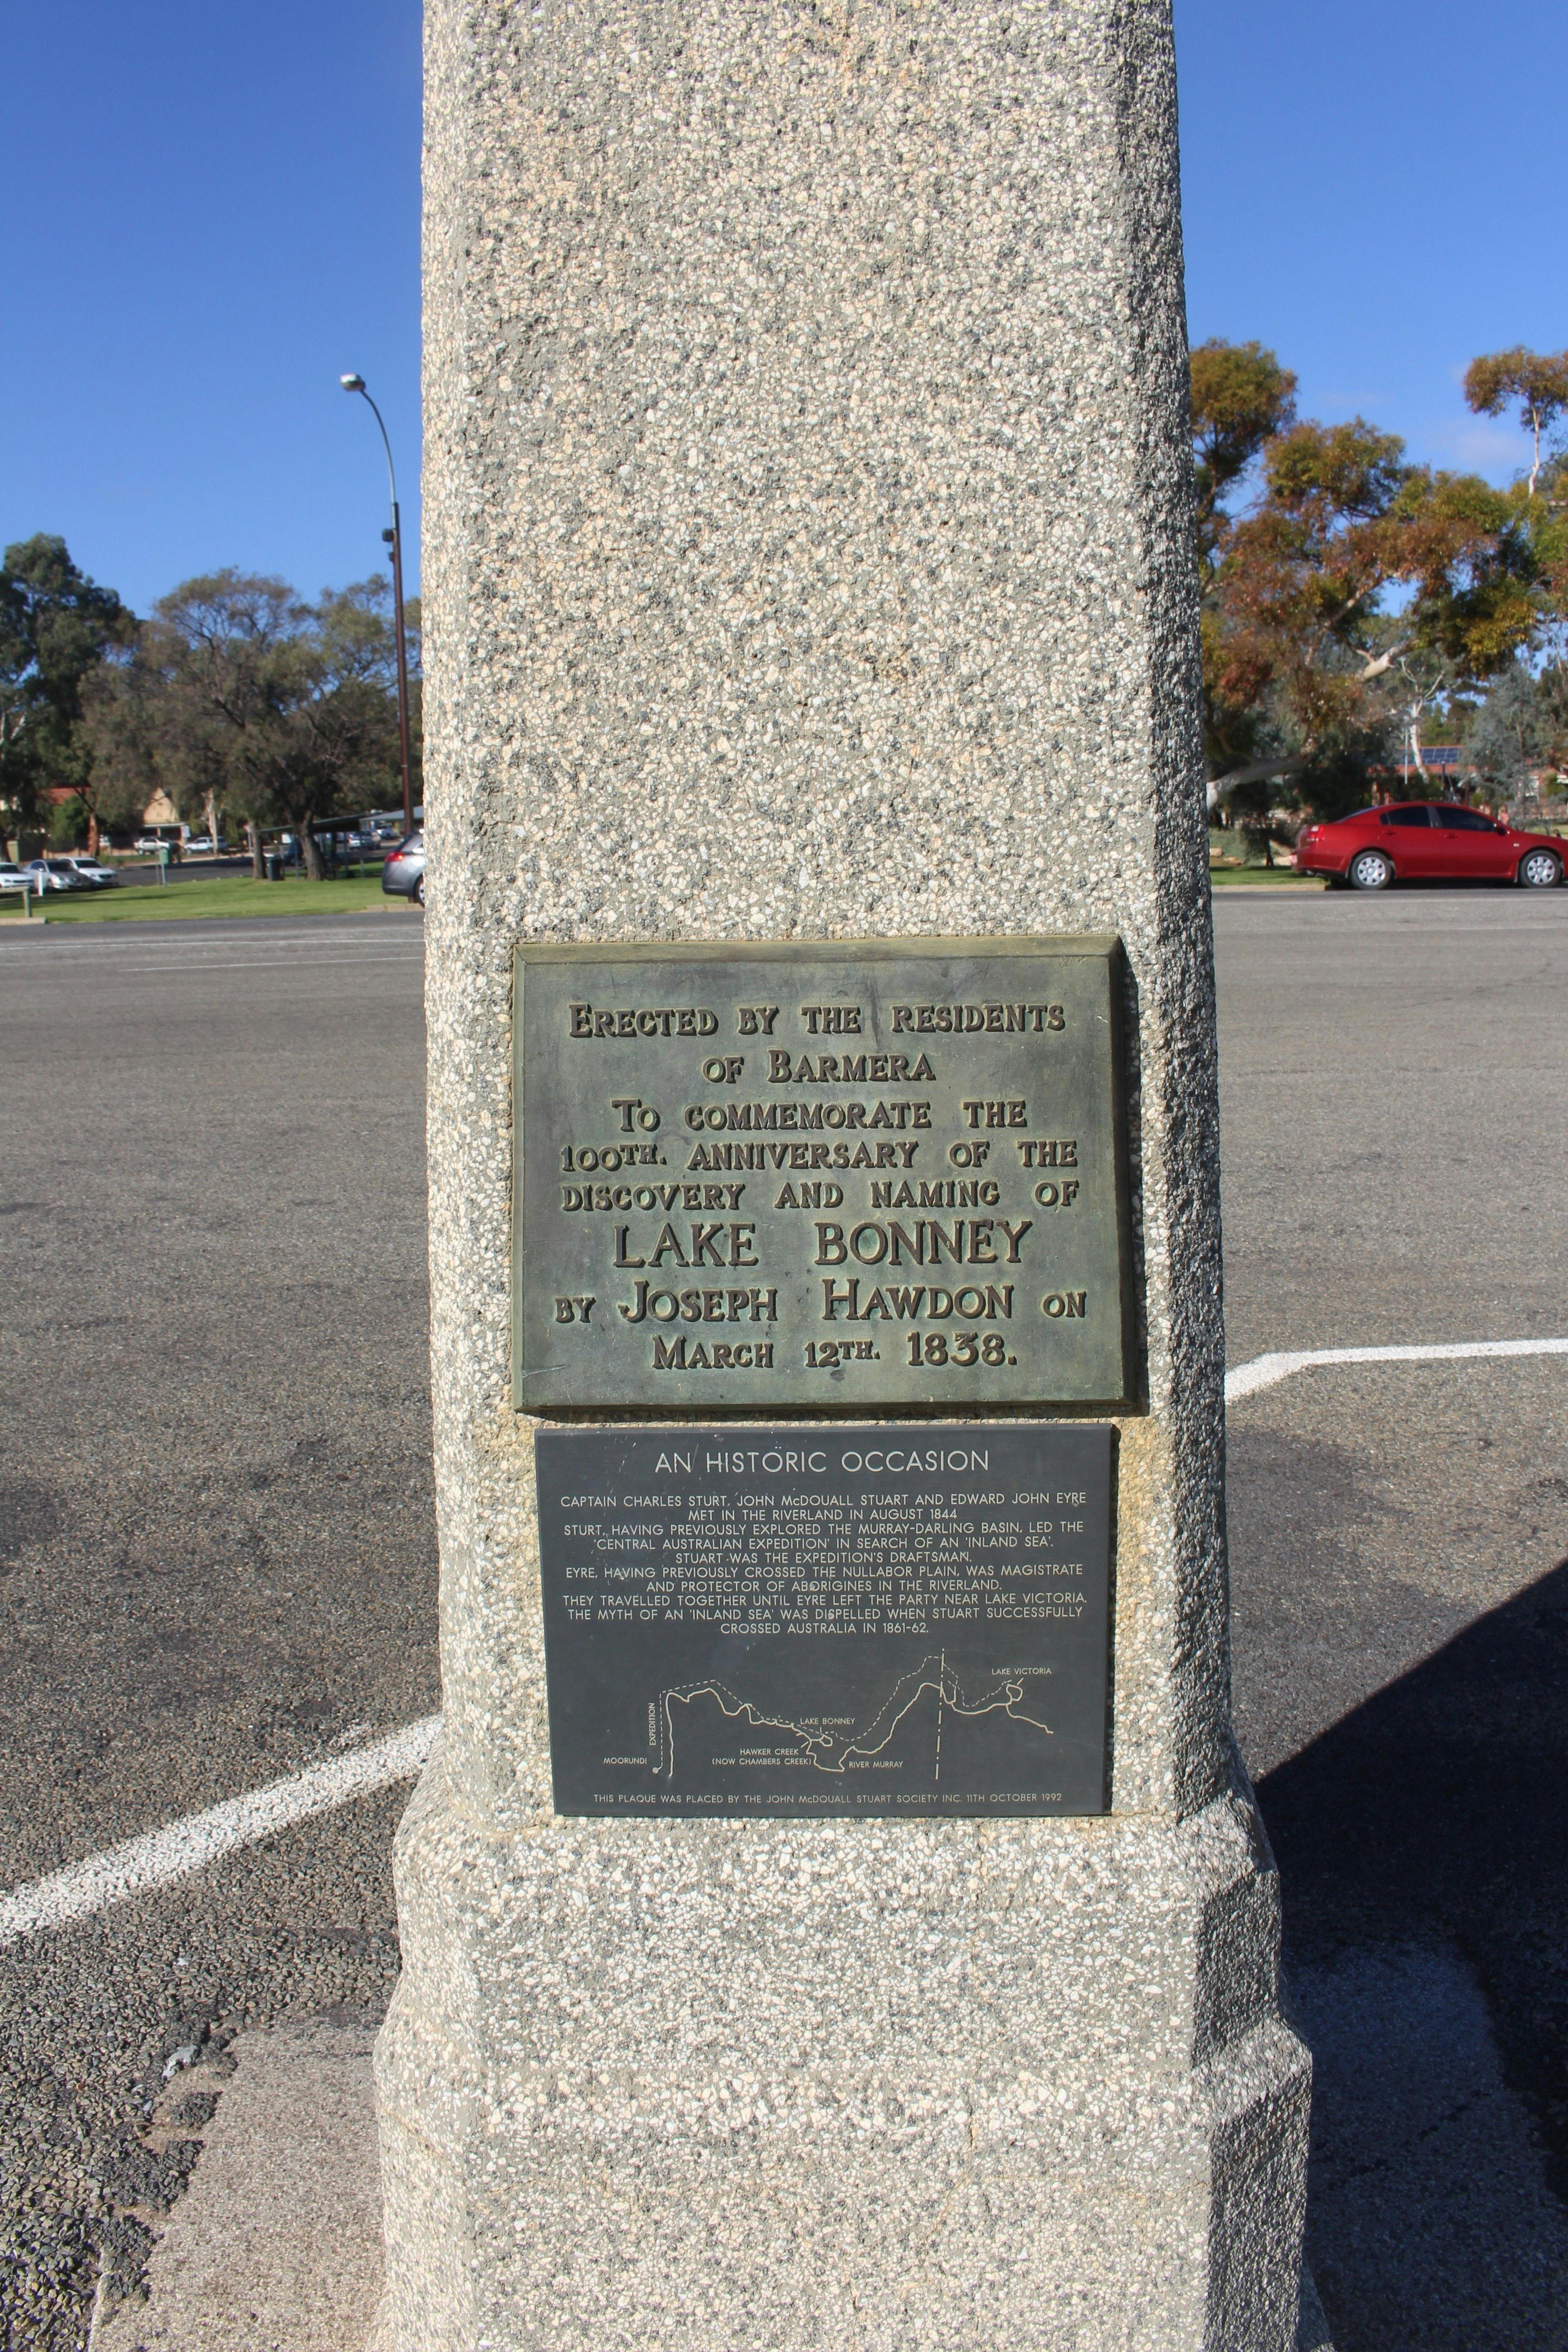 ERECTED BY THE RESIDENTS
OF BARMERA
TO COMMEMORATE THE
100TH. ANNIVERSARY OF THE
DISCOVERY AND NAMING OF
LAKE BONNEY
BY JOSEPH HAWDON ON
MARCH 12TH. 1838.
AN HISTORIC OCCASION
CAPTAIN CHARLES STURT, JOHN McDOUALL STUART AND EDWARD JOHN EYRE
MET IN THE RIVERLAND IN AUGUST 1844
STURT, HAVING PREVIOUSLY EXPLORED THE MURRAY-DARLING BASIN, LED THE
'CENTRAL AUSTRALIAN EXPEDITION' IN SEARCH OF AN 'INLAND SEA'.
STUART WAS THE EXPEDITION'S DRAFTSMAN.
EYRE, HAVING PREVIOUSLY CROSSED THE NULLABOR PLAIN, WAS MAGISTRATE
AND PROTECTOR OF ABORIGINES IN THE RIVERLAND.
THEY TRAVELLED TOGETHER UNTIL EYRE LEFT THE PARTY NEAR LAKE VICTORIA.
THE MYTH OF AN 'INLAND SEA' WAS DISPELLED WHEN STUART SUCCESSFULLY
CROSSED AUSTRALIA IN 1861-62.
LAKE VICTORIA
EXPEDITION
LAKE BONNEY
MOORUNDI
HAWKER CREEK
(NOW CHAMBERS CREEK)
RIVER MURRAY
THIS PLAQUE WAS PLACED BY THE JOHN McDOUALL STUART SOCIETY INC. 11TH OCTOBER 1992